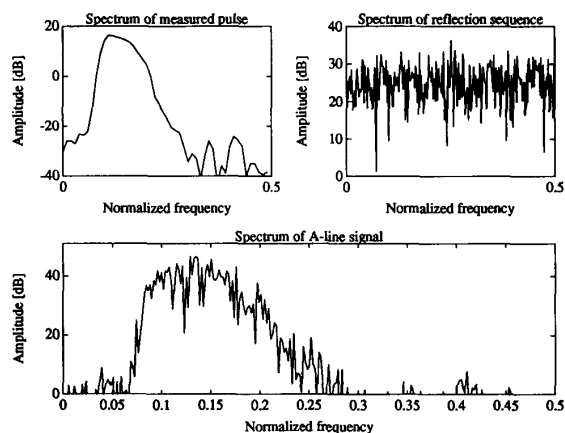 Spectrum of measured pulse
20
0
-20
-40
0
0.5
Amplitude [dB]
Normalized frequency
Spectrum of reflection sequence
40
30
20
10
0
0
0.5
Amplitude [dB]
Normalized frequency
Spectrum of A-line signal
40
20
0
Amplitude [dB]
0 0.05 0.1 0.15 0.2 0.25 0.3 0.35 0.4 0.45 0.5
Normalized frequency